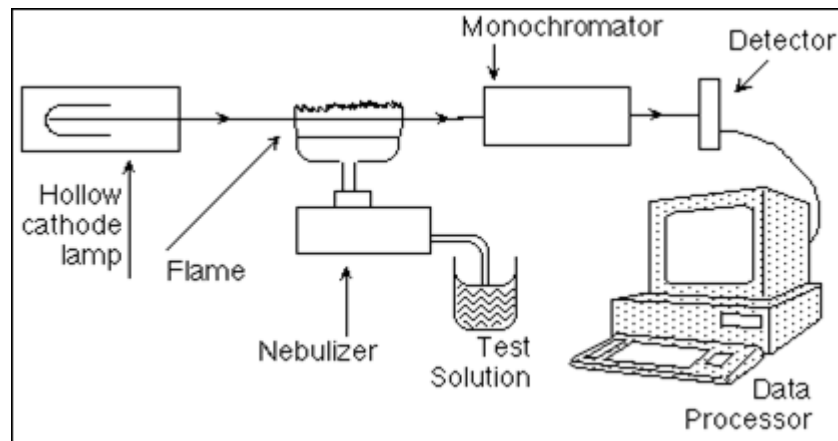 Monochromator
Detector
Hollow
cathode
lamp
Flame
Nebulizer
Test
Solution
Data
Processor